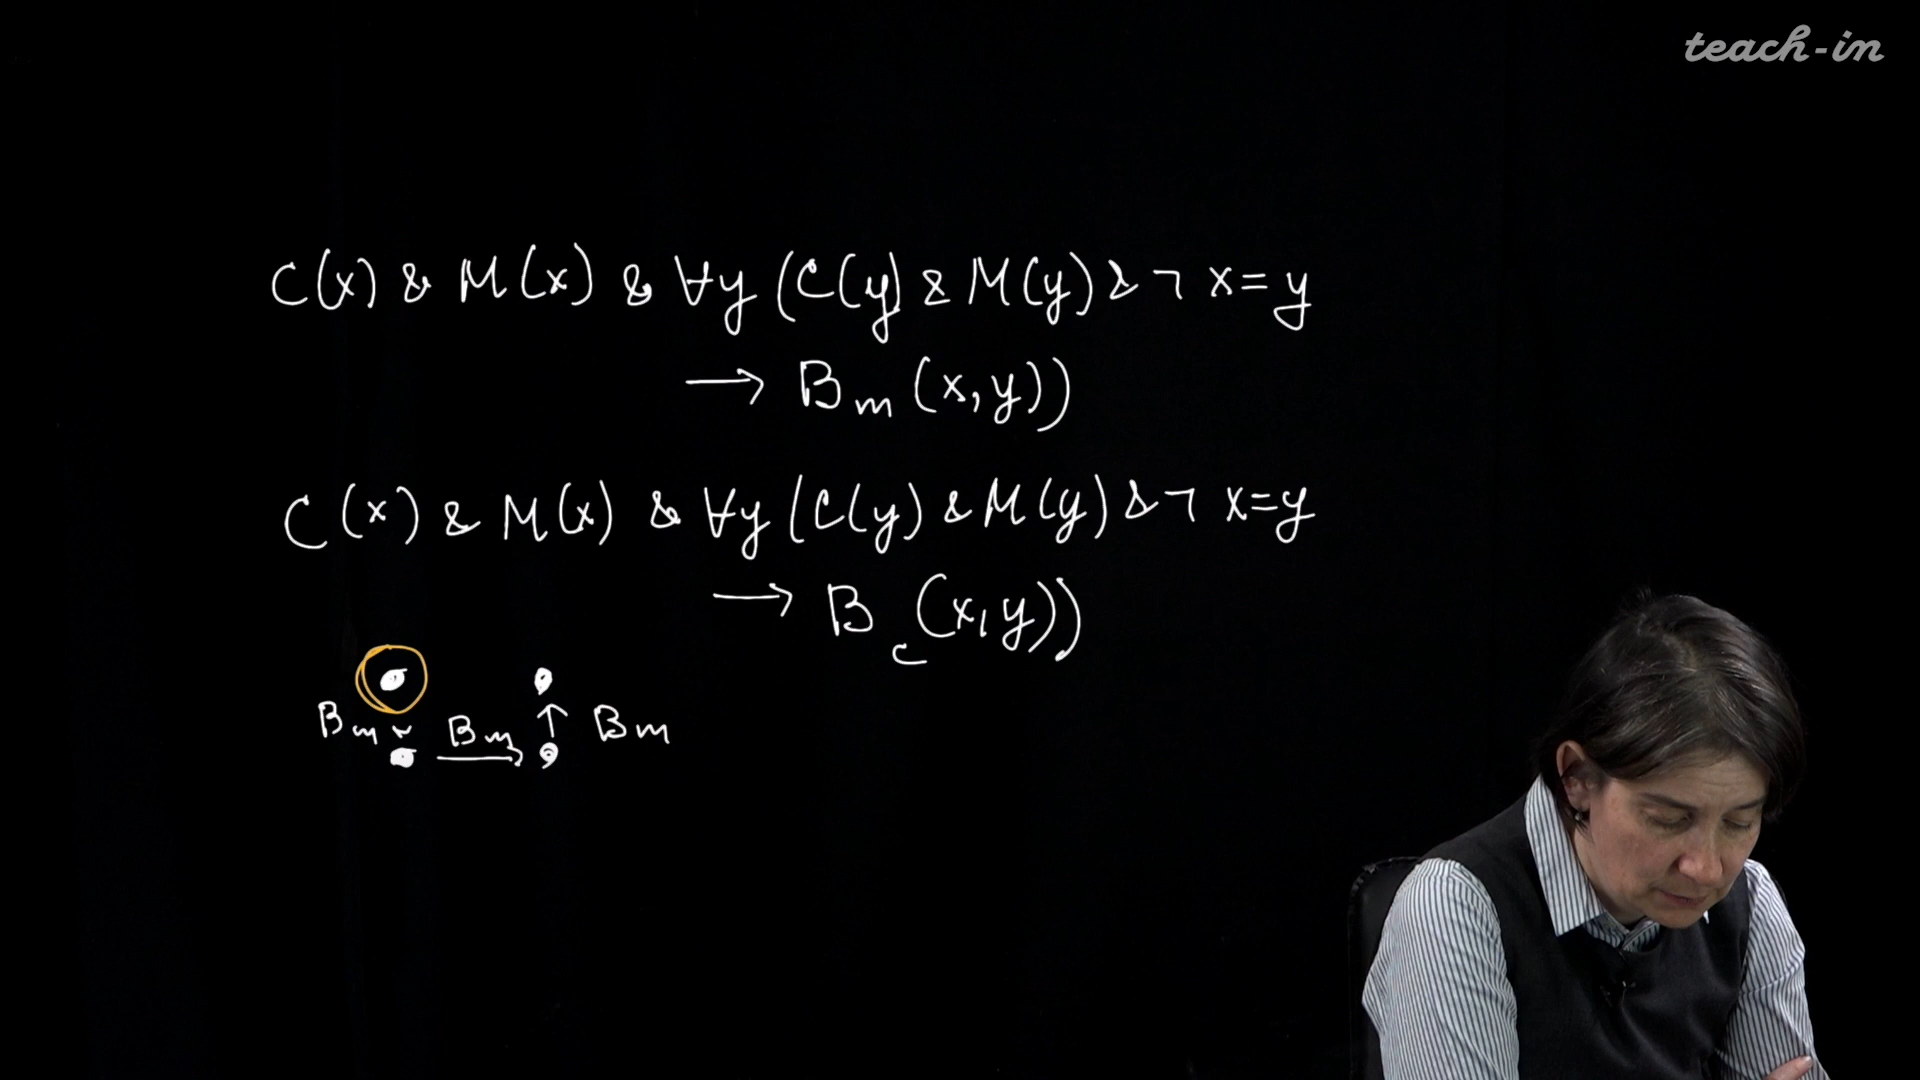 teach-in
C(x) & M(x) & ∀y (C(y) & M(y) & ¬ x = y
→ B_m (x, y))
C(x) & M(x) & ∀y (C(y) & M(y) & ¬ x = y
→ B_c (x, y))
B_m B_m B_m